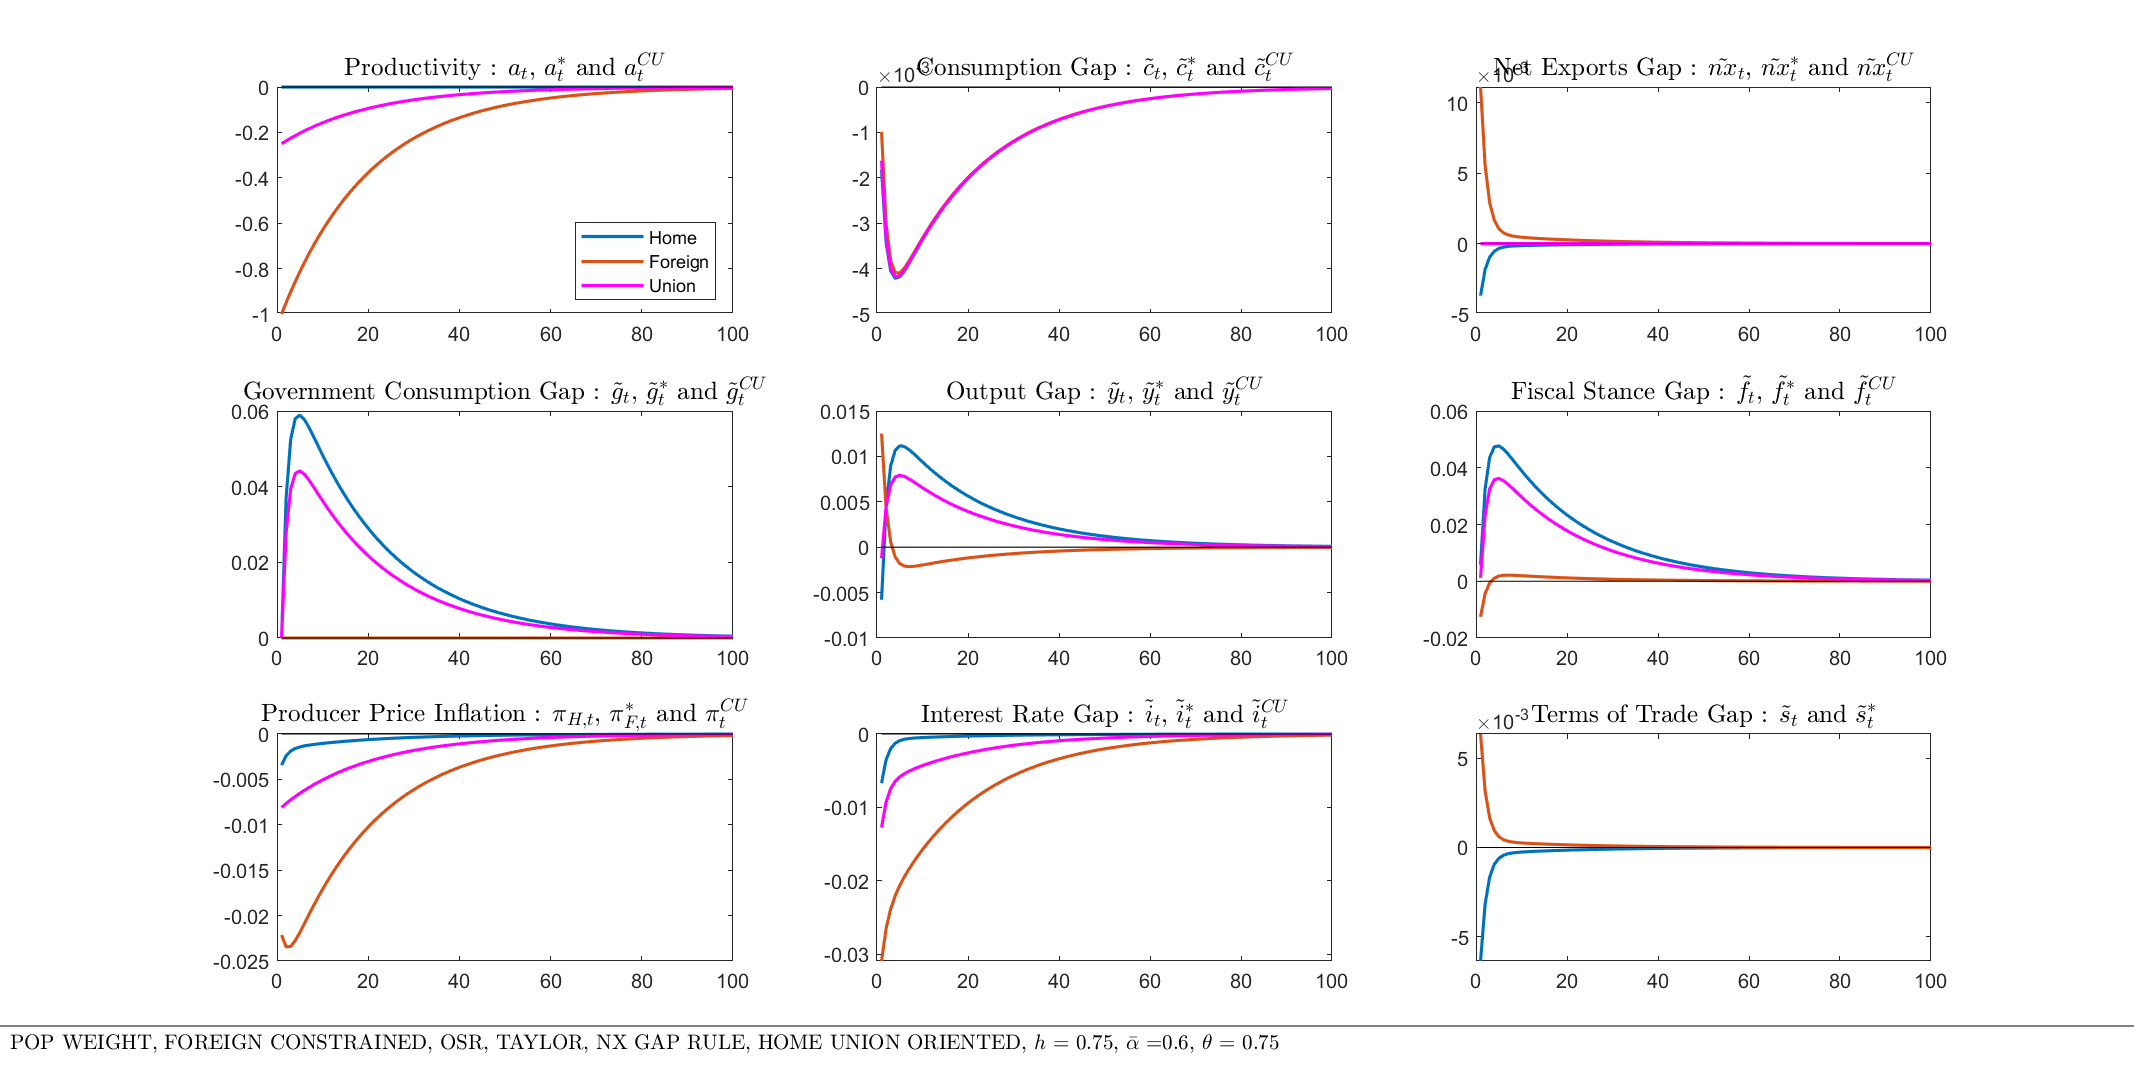 Productivity : a_t, a_t^* and a_t^{CU}
0
-0.2
-0.4
-0.6
-0.8
-1
0 20 40 60 80 100
Home
Foreign
Union
Consumption Gap : c̃_t, c̃_t^* and c̃_t^{CU}
×10^{-3}
0
-1
-2
-3
-4
-5
0 20 40 60 80 100
Net Exports Gap : ñx_t, ñx_t^* and ñx_t^{CU}
10
5
0
-5
0 20 40 60 80 100
Government Consumption Gap : g̃_t, g̃_t^* and g̃_t^{CU}
0.06
0.04
0.02
0
0 20 40 60 80 100
Output Gap : ỹ_t, ỹ_t^* and ỹ_t^{CU}
0.015
0.01
0.005
0
-0.005
-0.01
0 20 40 60 80 100
Fiscal Stance Gap : f̃_t, f̃_t^* and f̃_t^{CU}
0.06
0.04
0.02
0
-0.02
0 20 40 60 80 100
Producer Price Inflation : π_{H,t}, π_{F,t}^* and π_t^{CU}
0
-0.005
-0.01
-0.015
-0.02
-0.025
0 20 40 60 80 100
Interest Rate Gap : ĩ_t, ĩ_t^* and ĩ_t^{CU}
0
-0.01
-0.02
-0.03
0 20 40 60 80 100
Terms of Trade Gap : s̃_t and s̃_t^*
×10^{-3}
5
0
-5
0 20 40 60 80 100
POP WEIGHT, FOREIGN CONSTRAINED, OSR, TAYLOR, NX GAP RULE, HOME UNION ORIENTED, h = 0.75, ᾱ =0.6, θ = 0.75